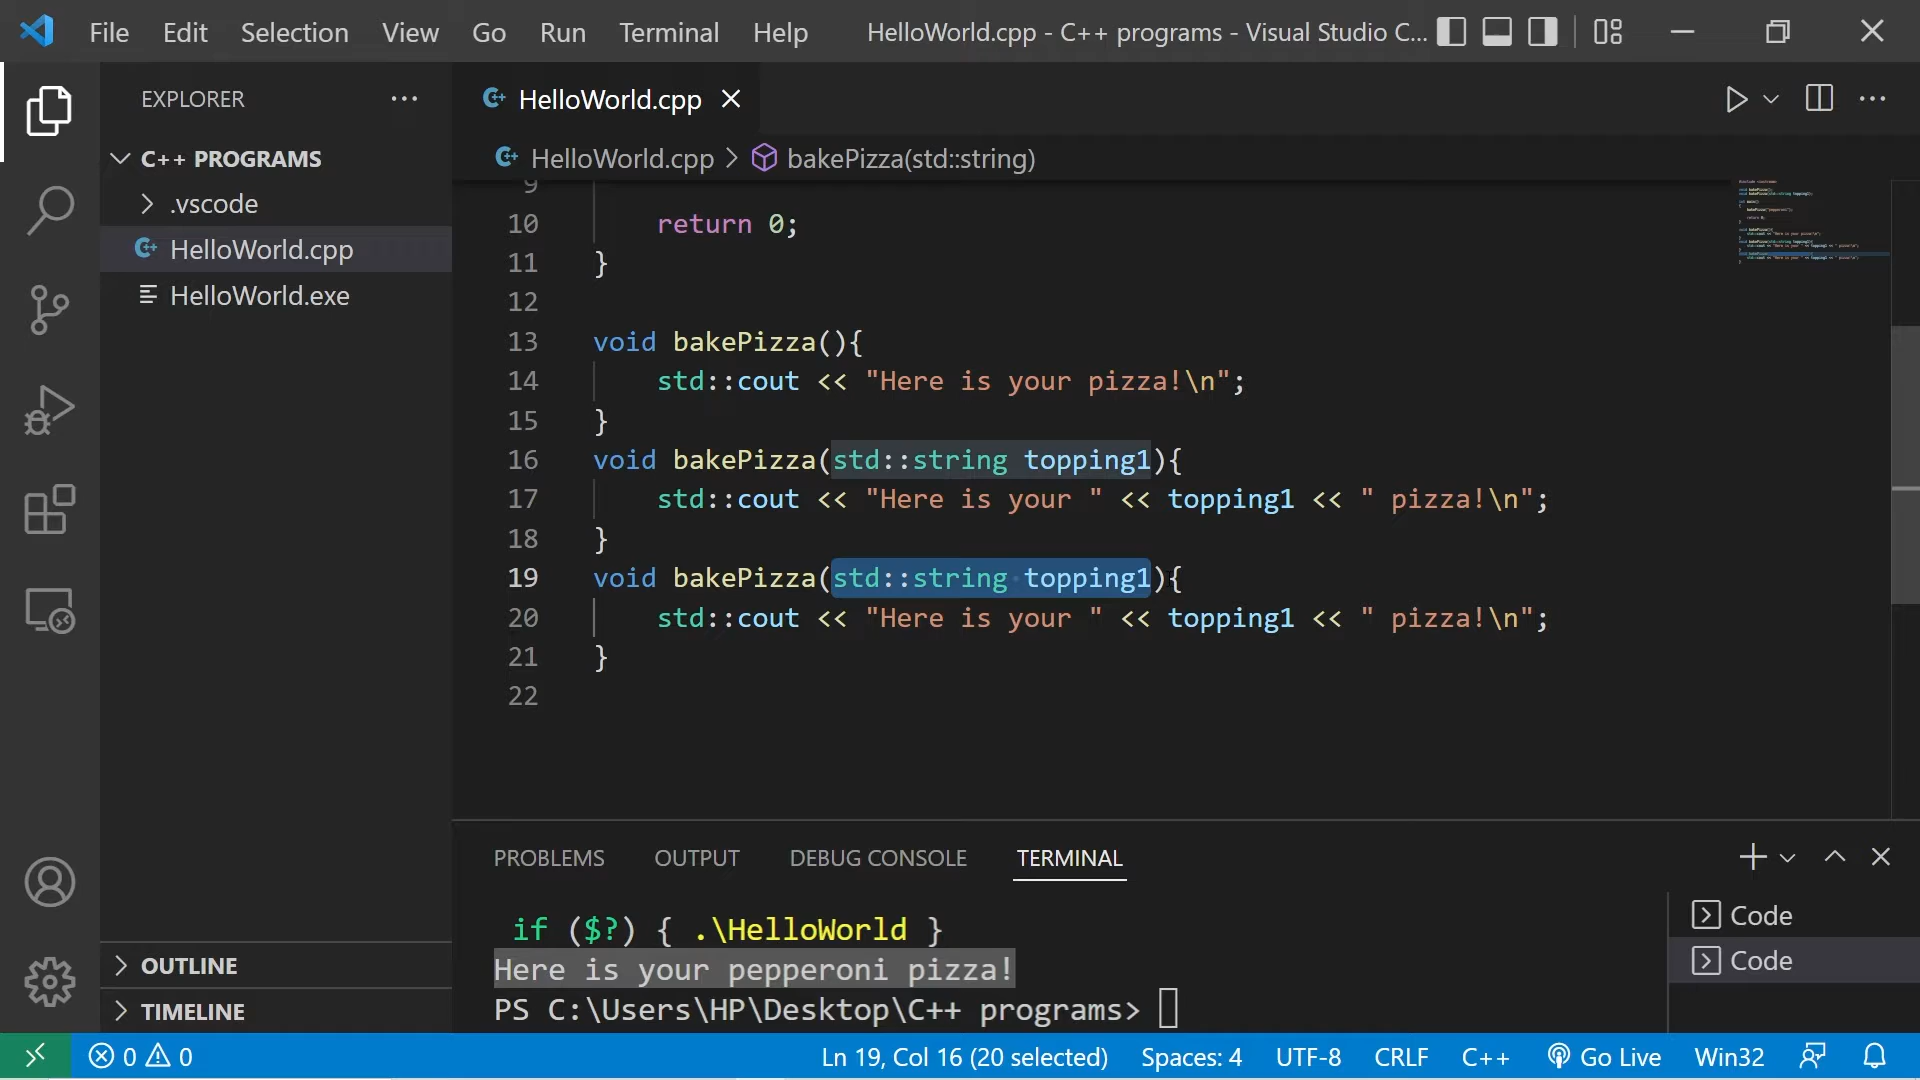 File Edit Selection View Go Run Terminal Help HelloWorld.cpp - C++ programs - Visual Studio C...
EXPLORER
HelloWorld.cpp
C++ PROGRAMS
HelloWorld.cpp > bakePizza(std::string)
.vscode
HelloWorld.cpp
HelloWorld.exe
9
10 return 0;
11 }
12
13 void bakePizza(){
14 std::cout << "Here is your pizza!\n";
15 }
16 void bakePizza(std::string topping1){
17 std::cout << "Here is your " << topping1 << " pizza!\n";
18 }
19 void bakePizza(std::string topping1){
20 std::cout << "Here is your " << topping1 << " pizza!\n";
21 }
22
PROBLEMS OUTPUT DEBUG CONSOLE TERMINAL
if ($?) { .\HelloWorld }
Here is your pepperoni pizza!
PS C:\Users\HP\Desktop\C++ programs>
Code
Code
OUTLINE
TIMELINE
0 0 Ln 19, Col 16 (20 selected) Spaces: 4 UTF-8 CRLF C++ Go Live Win32